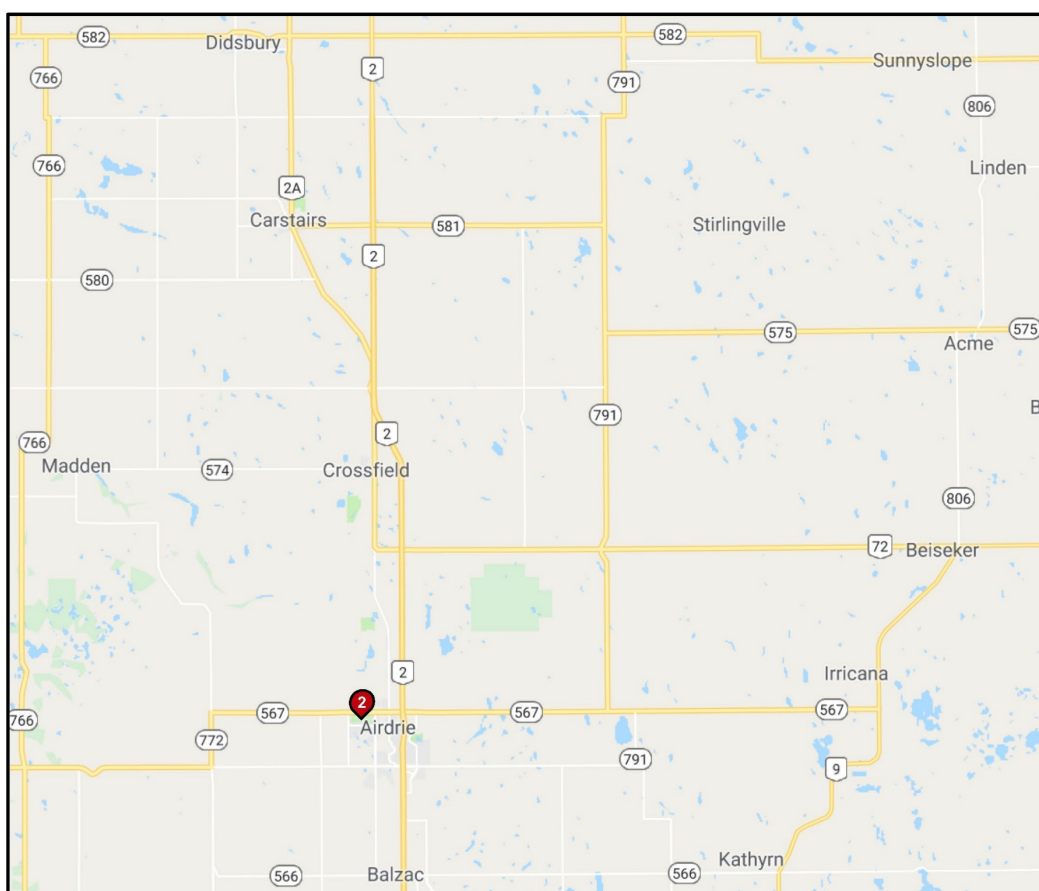 582
Didsbury
582
Sunnyslope
766
2
791
806
766
Linden
2A
Carstairs
581
Stirlingville
2
580
575
575
Acme
791
2
766
Madden
574
Crossfield
806
72
Beiseker
2
Irricana
2
567
567
567
766
Airdrie
772
791
9
Kathyrn
566
Balzac
566